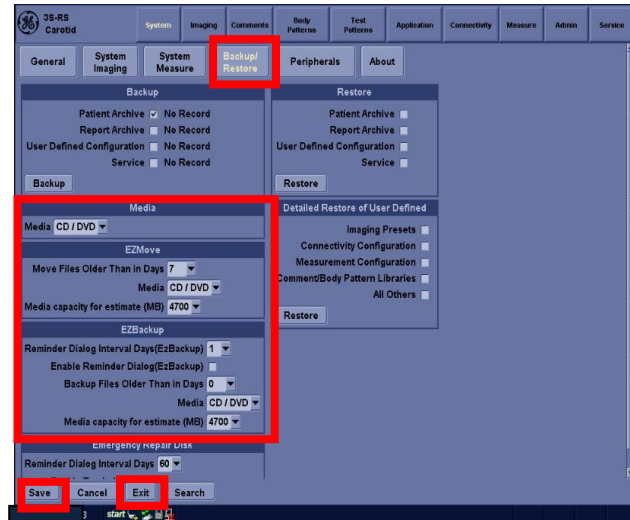 3S-RS
Carotid
System
Imaging
Comments
Body
Patterns
Test
Patterns
Application
Connectivity
Measure
Admin
Service
General
System
Imaging
System
Measure
Backup/
Restore
Peripherals
About
Backup
Patient Archive No Record
Report Archive No Record
User Defined Configuration No Record
Service No Record
Backup
Restore
Patient Archive
Report Archive
User Defined Configuration
Service
Restore
Media
Media CD / DVD
EZMove
Move Files Older Than in Days 7
Media CD / DVD
Media capacity for estimate (MB) 4700
EZBackup
Reminder Dialog Interval Days(EzBackup) 1
Enable Reminder Dialog(EzBackup)
Backup Files Older Than in Days 0
Media CD / DVD
Media capacity for estimate (MB) 4700
Detailed Restore of User Defined
Imaging Presets
Connectivity Configuration
Measurement Configuration
Comment/Body Pattern Libraries
All Others
Restore
Emergency Repair Disk
Reminder Dialog Interval Days 60
Save
Cancel
Exit
Search
3
start